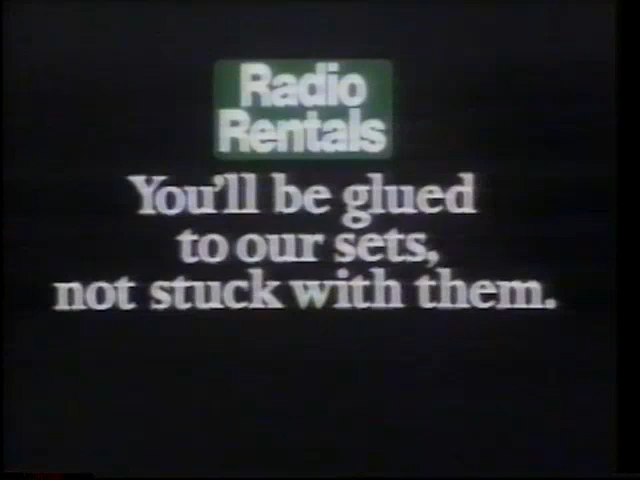 Radio
Rentals
You'll be glued
to our sets,
not stuck with them.